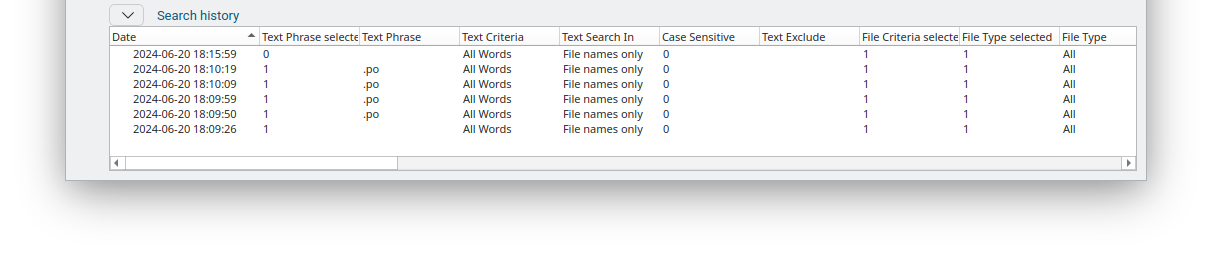 Search history
Date Text Phrase selecte Text Phrase Text Criteria Text Search In Case Sensitive Text Exclude File Criteria selecte File Type selected File Type
2024-06-20 18:15:59 0 All Words File names only 0 1 1 All
2024-06-20 18:10:19 1 .po All Words File names only 0 1 1 All
2024-06-20 18:10:09 1 .po All Words File names only 0 1 1 All
2024-06-20 18:09:59 1 .po All Words File names only 0 1 1 All
2024-06-20 18:09:50 1 .po All Words File names only 0 1 1 All
2024-06-20 18:09:26 1 All Words File names only 0 1 1 All